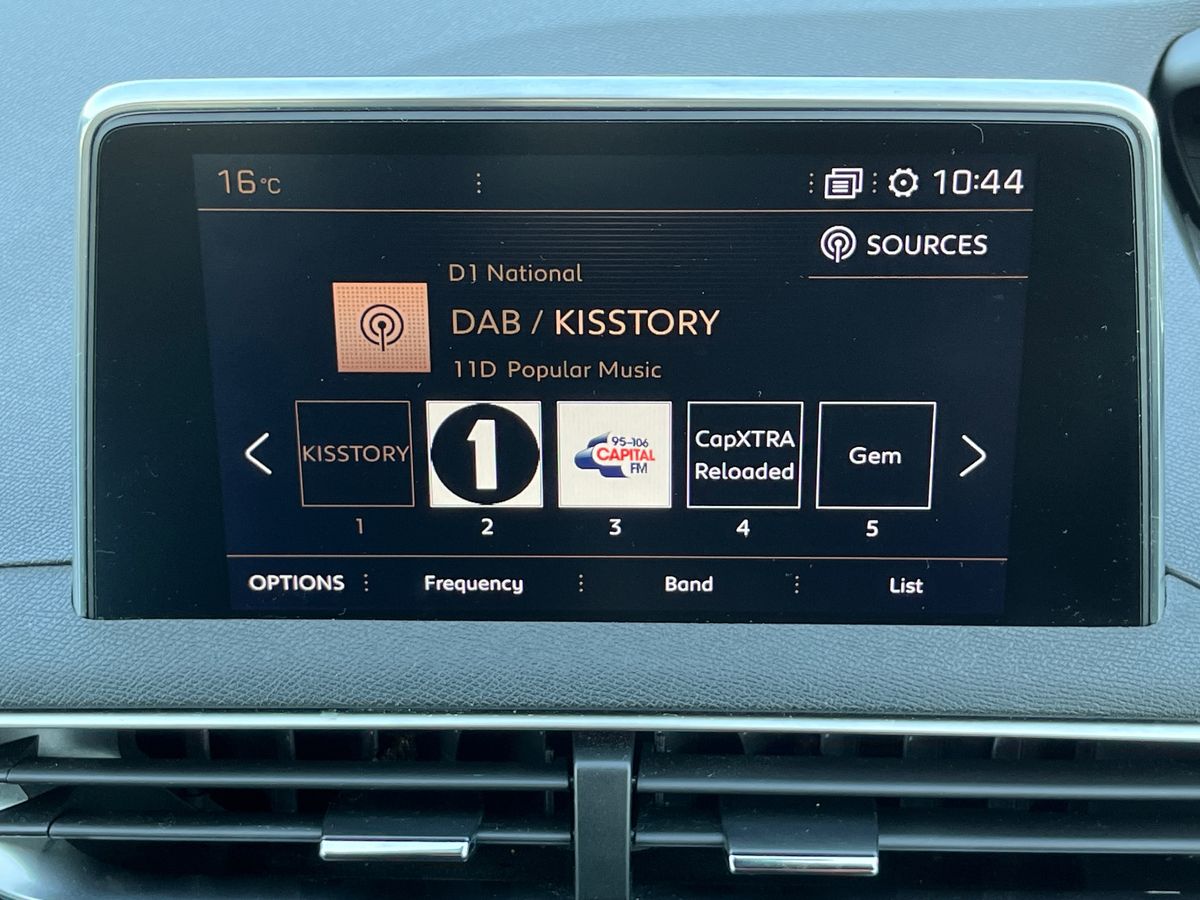 16°C
10:44
SOURCES
D1 National
DAB / KISSTORY
11D Popular Music
KISSTORY
1
95-106
CAPITAL
FM
CapXTRA
Reloaded
Gem
1
2
3
4
5
OPTIONS
Frequency
Band
List